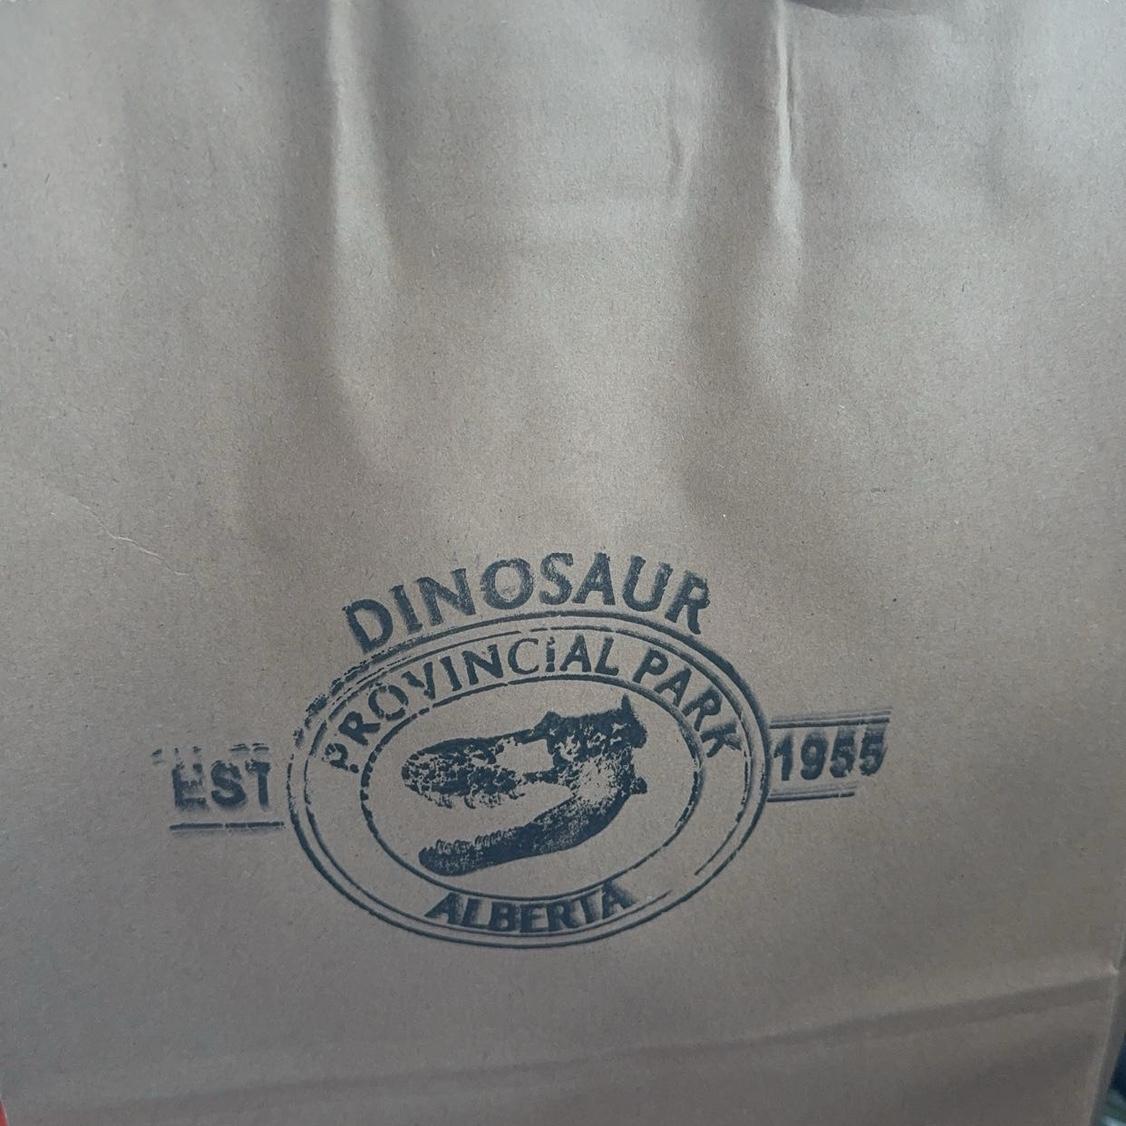 DINOSAUR
PROVINCIAL PARK
EST
1955
ALBERTA